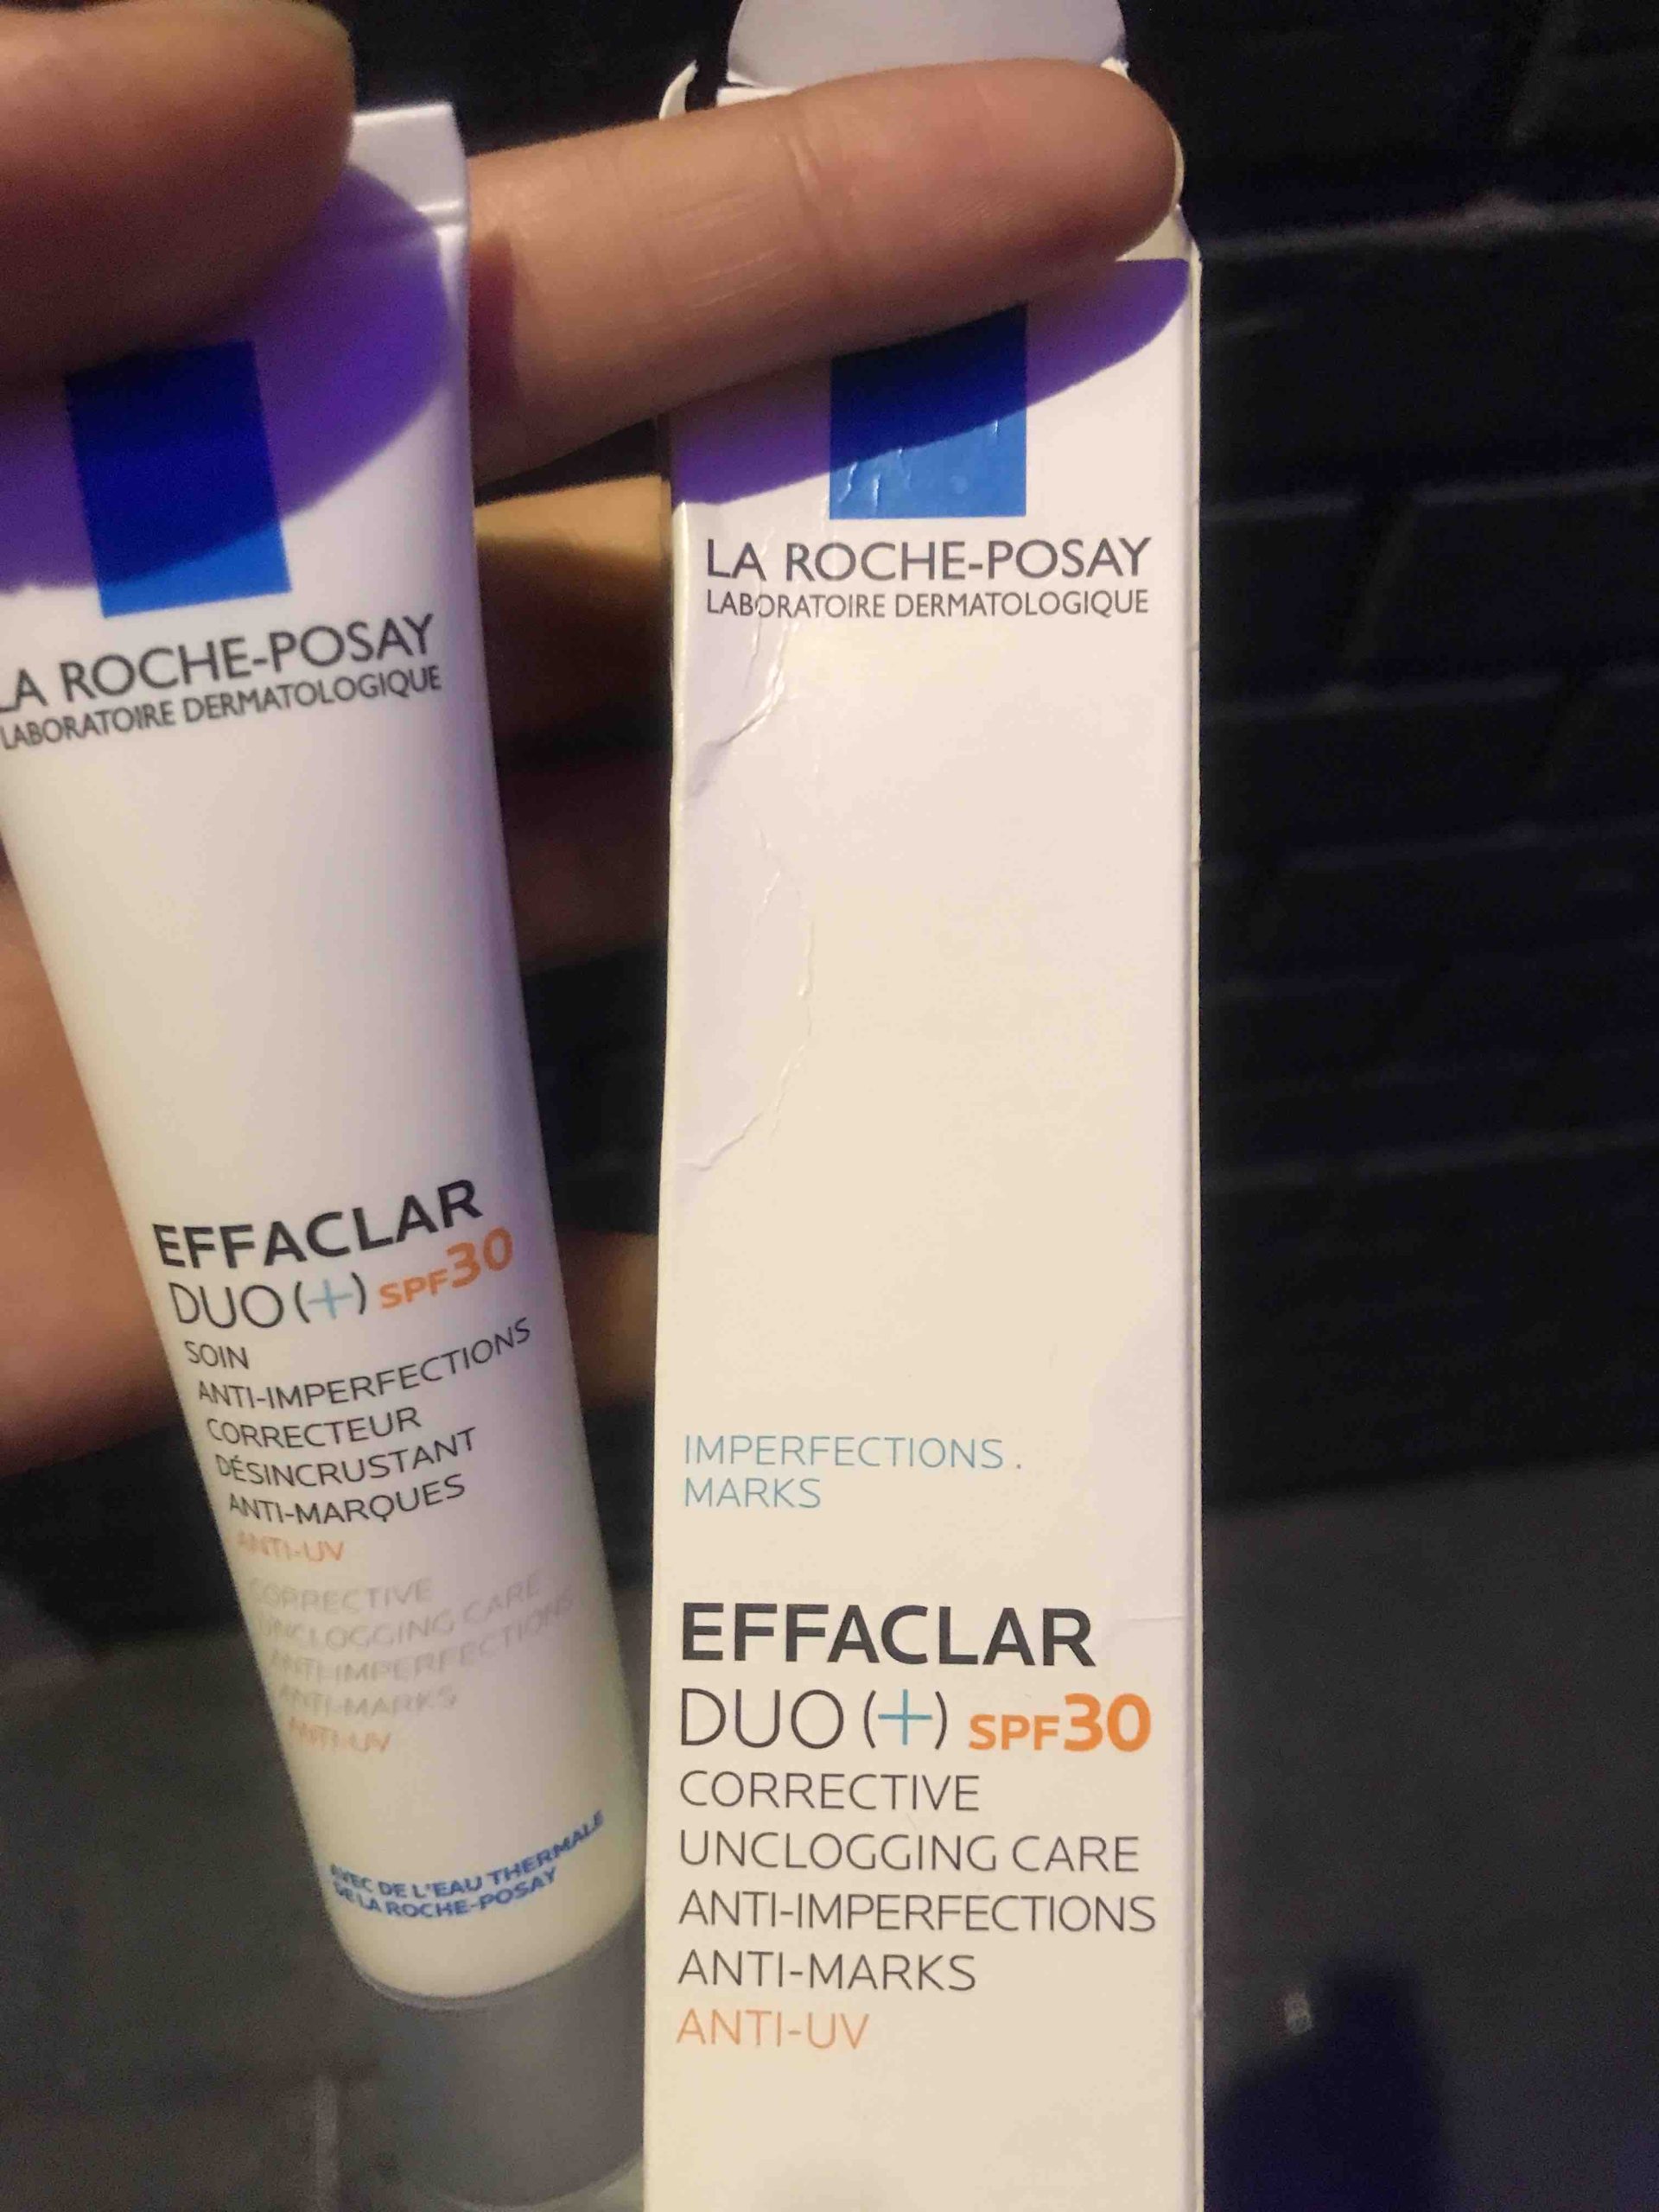 LA ROCHE-POSAY
LABORATOIRE DERMATOLOGIQUE
EFFACLAR
DUO (+) SPF30
SOIN
ANTI-IMPERFECTIONS
CORRECTEUR
DÉSINCRUSTANT
ANTI-MARQUES
ANTI-UV
CORRECTIVE
UNCLOGGING CARE
ANTI-IMPERFECTIONS
ANTI-MARKS
ANTI-UV
AVEC DE L'EAU THERMALE
DE LA ROCHE-POSAY
LA ROCHE-POSAY
LABORATOIRE DERMATOLOGIQUE
IMPERFECTIONS.
MARKS
EFFACLAR
DUO (+) SPF30
CORRECTIVE
UNCLOGGING CARE
ANTI-IMPERFECTIONS
ANTI-MARKS
ANTI-UV